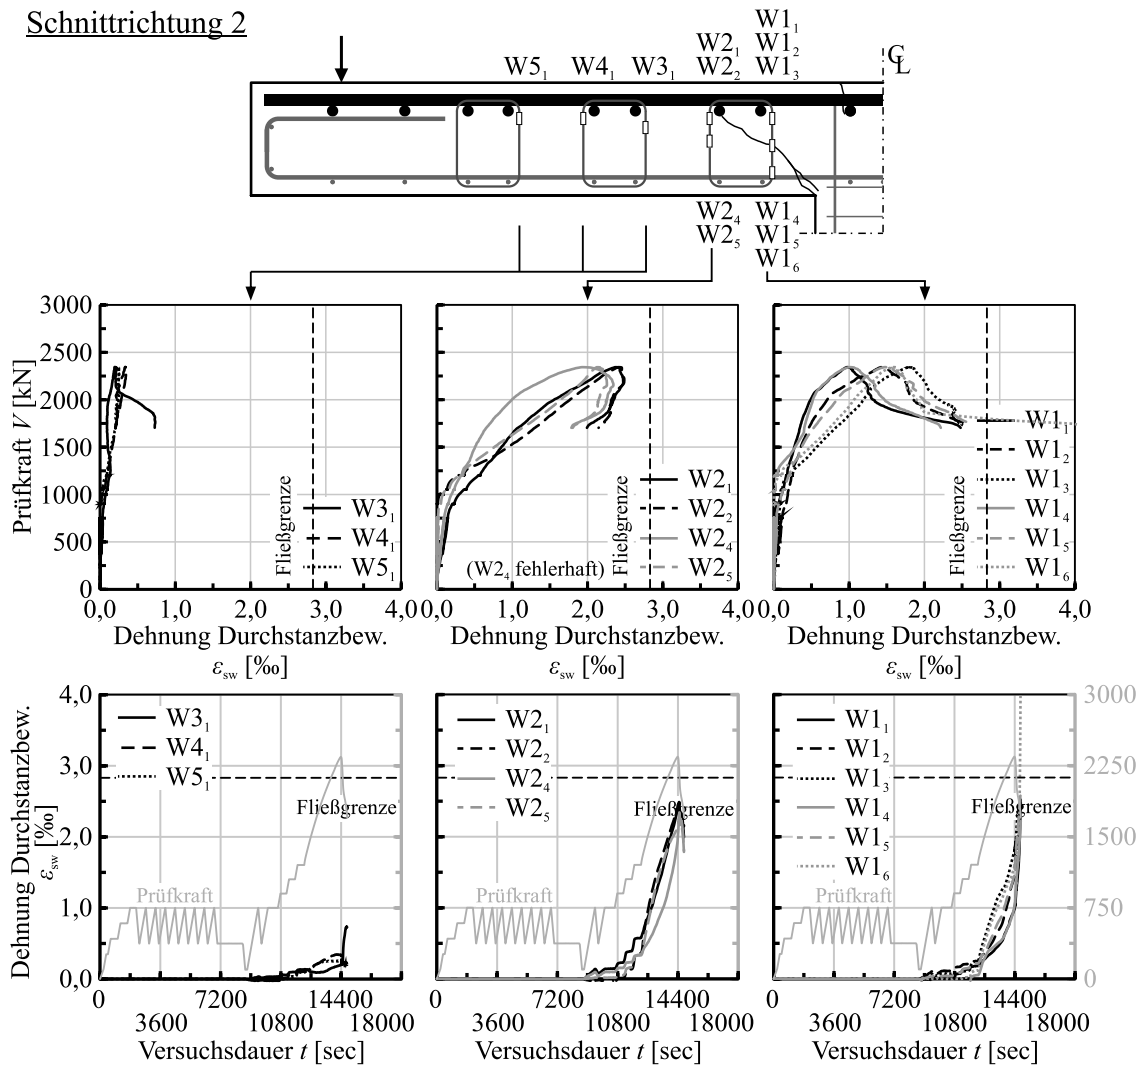 Schnittrichtung 2
W1₁
W2₁ W1₂
W5₁ W4₁ W3₁ W2₂ W1₃
CL
W2₄ W1₄
W2₅ W1₅
W1₆
Prüfkraft V [kN]
3000
2500
2000
1500
1000
500
0
Fließgrenze
W3₁
W4₁
W5₁
0,0 1,0 2,0 3,0 4,0
Dehnung Durchstanzbew.
εsw [‰]
Fließgrenze
W2₁
W2₂
W2₄
W2₅
(W2₄ fehlerhaft)
0,0 1,0 2,0 3,0 4,0
Dehnung Durchstanzbew.
εsw [‰]
Fließgrenze
W1₁
W1₂
W1₃
W1₄
W1₅
W1₆
0,0 1,0 2,0 3,0 4,0
Dehnung Durchstanzbew.
εsw [‰]
Dehnung Durchstanzbew.
εsw [‰]
4,0
3,0
2,0
1,0
0,0
W3₁
W4₁
W5₁
Fließgrenze
Prüfkraft
0 7200 14400
3600 10800 18000
Versuchsdauer t [sec]
W2₁
W2₂
W2₄
W2₅
Fließgrenze
Prüfkraft
0 7200 14400
3600 10800 18000
Versuchsdauer t [sec]
W1₁
W1₂
W1₃
W1₄
W1₅
W1₆
Fließgrenze
Prüfkraft
3000
2250
1500
750
0
0 7200 14400
3600 10800 18000
Versuchsdauer t [sec]